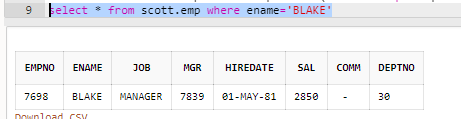 9 select * from scott.emp where ename='BLAKE'
EMPNO ENAME JOB MGR HIREDATE SAL COMM DEPTNO
7698 BLAKE MANAGER 7839 01-MAY-81 2850 - 30
Download CSV